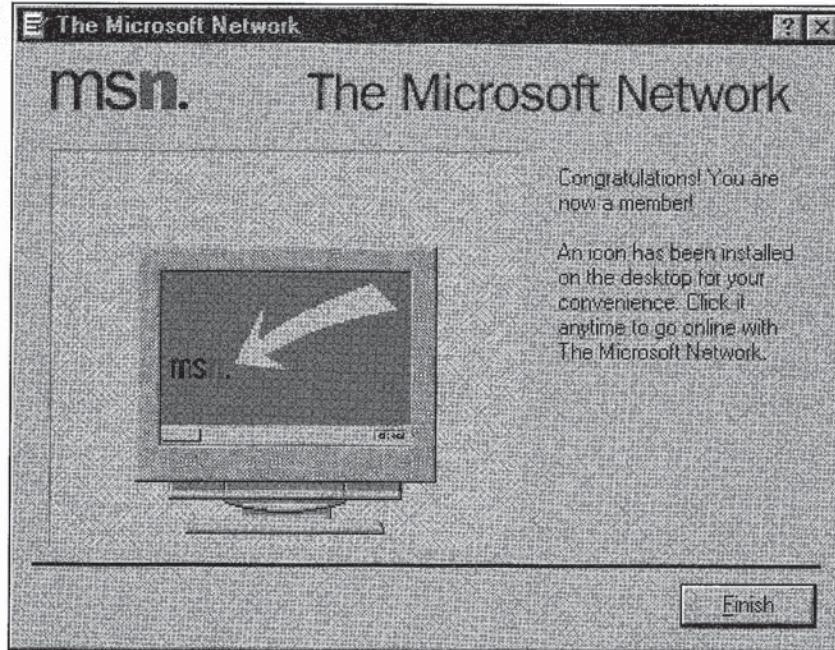 The Microsoft Network
msn. The Microsoft Network
Congratulations! You are
now a member!
An icon has been installed
on the desktop for your
convenience. Click it
anytime to go online with
The Microsoft Network.
msn.
Finish